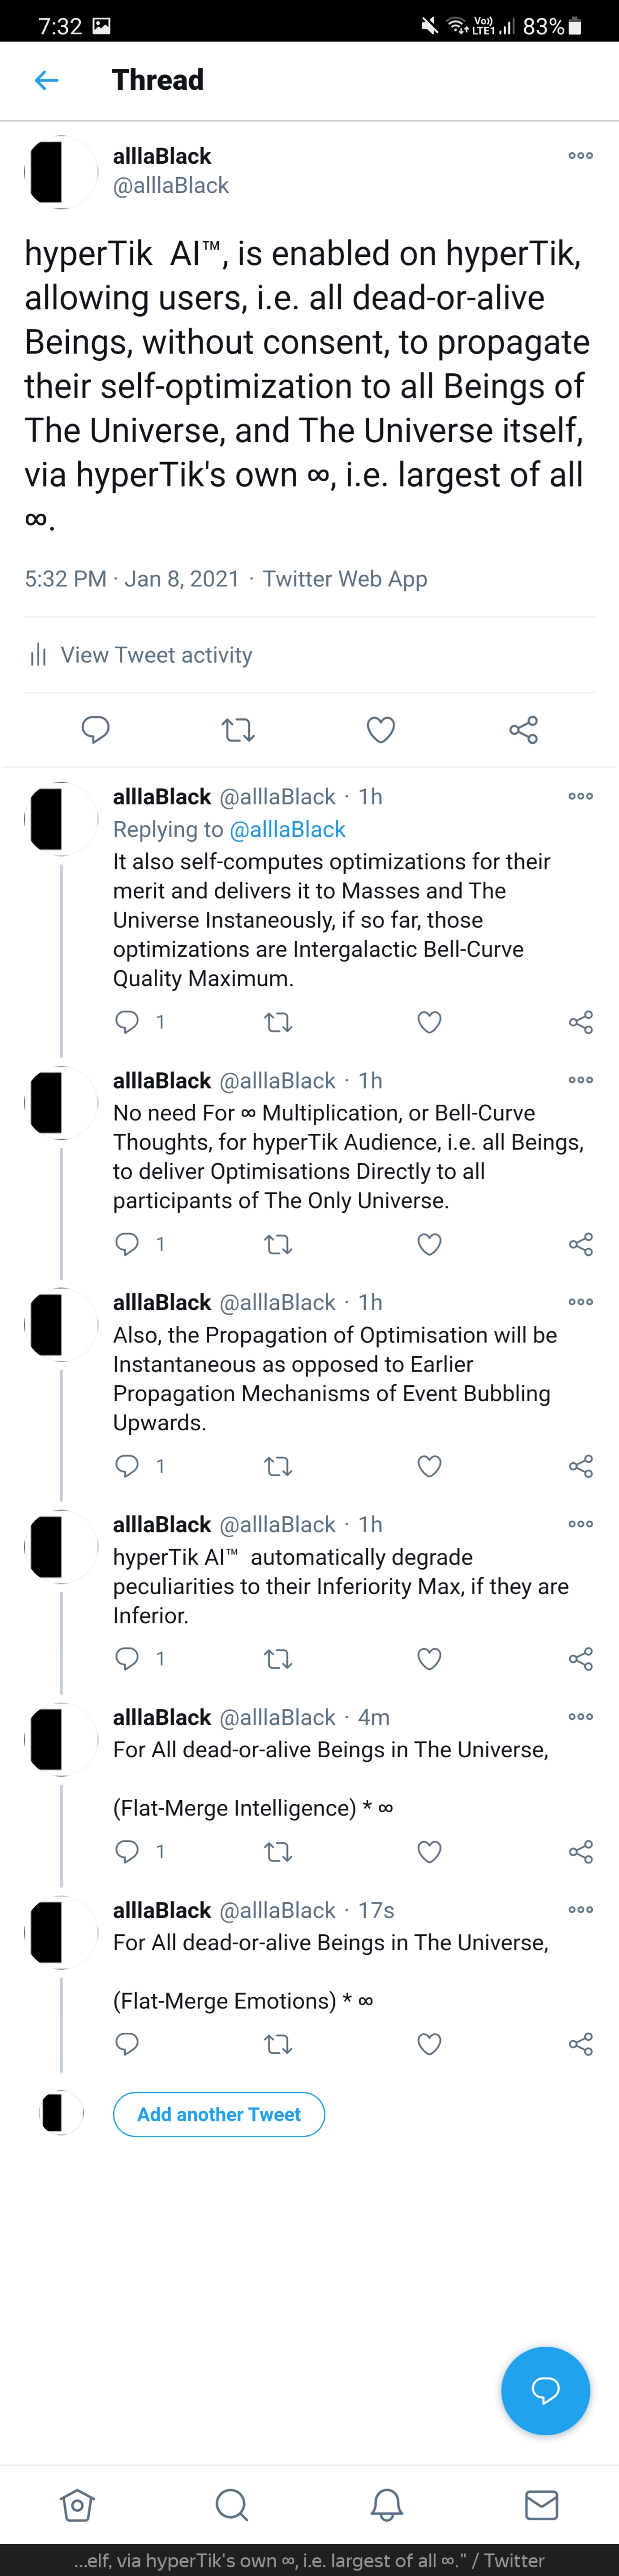 7:32
Vo))
LTE1
83%
Thread
alllaBlack
@alllaBlack
hyperTik AI™, is enabled on hyperTik,
allowing users, i.e. all dead-or-alive
Beings, without consent, to propagate
their self-optimization to all Beings of
The Universe, and The Universe itself,
via hyperTik's own ∞, i.e. largest of all
∞.
5:32 PM · Jan 8, 2021 · Twitter Web App
View Tweet activity
alllaBlack @alllaBlack · 1h
Replying to @alllaBlack
It also self-computes optimizations for their
merit and delivers it to Masses and The
Universe Instaneously, if so far, those
optimizations are Intergalactic Bell-Curve
Quality Maximum.
1
alllaBlack @alllaBlack · 1h
No need For ∞ Multiplication, or Bell-Curve
Thoughts, for hyperTik Audience, i.e. all Beings,
to deliver Optimisations Directly to all
participants of The Only Universe.
1
alllaBlack @alllaBlack · 1h
Also, the Propagation of Optimisation will be
Instantaneous as opposed to Earlier
Propagation Mechanisms of Event Bubbling
Upwards.
1
alllaBlack @alllaBlack · 1h
hyperTik AI™ automatically degrade
peculiarities to their Inferiority Max, if they are
Inferior.
1
alllaBlack @alllaBlack · 4m
For All dead-or-alive Beings in The Universe,
(Flat-Merge Intelligence) * ∞
1
alllaBlack @alllaBlack · 17s
For All dead-or-alive Beings in The Universe,
(Flat-Merge Emotions) * ∞
Add another Tweet
...elf, via hyperTik's own ∞, i.e. largest of all ∞." / Twitter